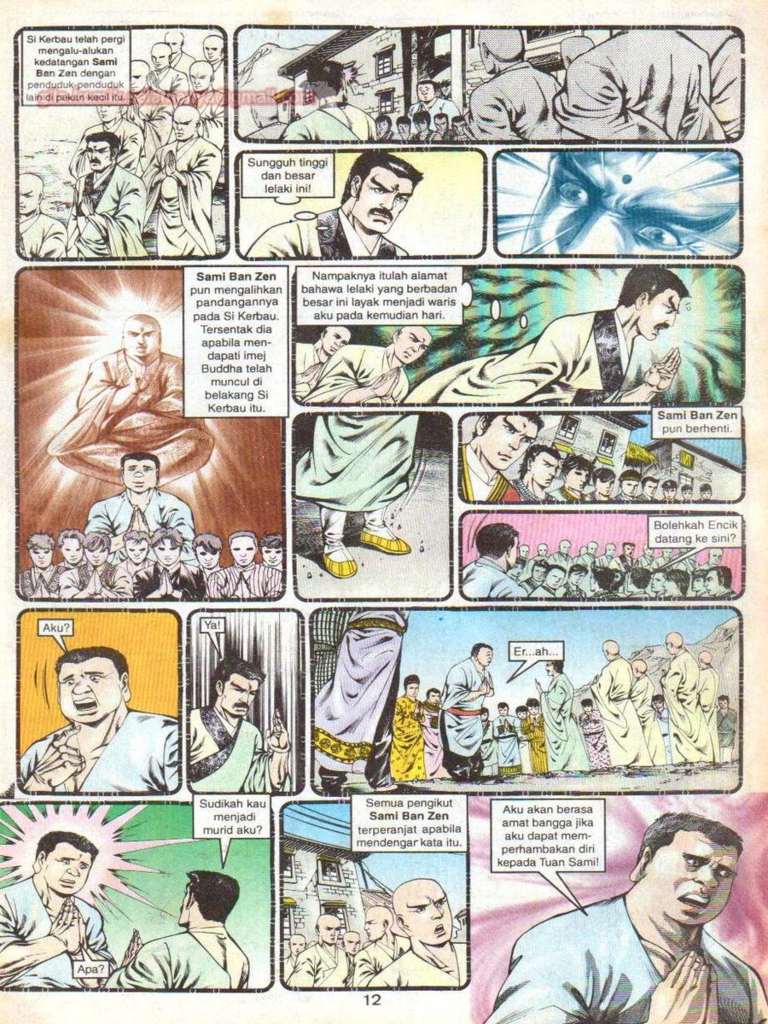 Si Kerbau telah pergi
mengalu-alukan
kedatangan Sami
Ban Zen dengan
penduduk-penduduk
lain di pekan kecil itu.
Sungguh tinggi
dan besar
lelaki ini!
Sami Ban Zen
pun mengalihkan
pandangannya
pada Si Kerbau.
Tersentak dia
apabila men-
dapati imej
Buddha telah
muncul di
belakang Si
Kerbau itu.
Nampaknya itulah alamat
bahawa lelaki yang berbadan
besar ini layak menjadi waris
aku pada kemudian hari.
Sami Ban Zen
pun berhenti.
Bolehkah Encik
datang ke sini?
Aku?
Ya!
Er...ah...
Sudikah kau
menjadi
murid aku?
Apa?
Semua pengikut
Sami Ban Zen
terperanjat apabila
mendengar kata itu.
Aku akan berasa
amat bangga jika
aku dapat mem-
perhambakan diri
kepada Tuan Sami!
12